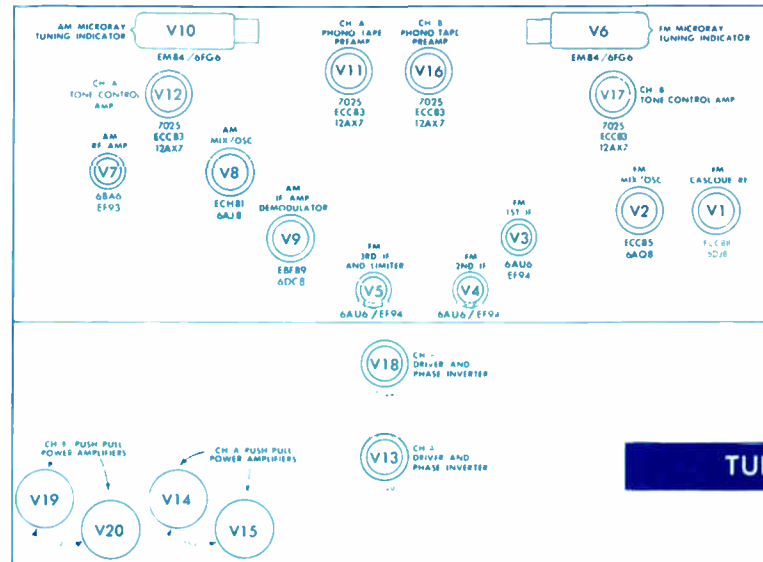 AM MICRORAY
TUNING INDICATOR
V10
EM84/6FG6
CH A
PHONO TAPE
PREAMP
V11
7025
ECC83
12AX7
CH B
PHONO TAPE
PREAMP
V16
7025
ECC83
12AX7
V6
EM84/6FG6
FM MICRORAY
TUNING INDICATOR
CH A
TONE CONTROL
AMP
V12
7025
ECC83
12AX7
V17
CH B
TONE CONTROL AMP
7025
ECC83
12AX7
AM
RF AMP
V7
6BA6
EF93
AM
MIX/OSC
V8
ECH81
6AJ8
AM
IF AMP
DEMODULATOR
V9
EBF89
6DC8
FM
3RD IF
AND LIMITER
V5
6AU6/EF94
FM
2ND IF
V4
6AU6/EF94
FM
1ST IF
V3
6AU6
EF94
FM
MIX/OSC
V2
ECC85
6AQ8
FM
CASCODE RF
V1
V18
CH
DRIVER AND
PHASE INVERTER
V13
CH A
DRIVER AND
PHASE INVERTER
CH B PUSH PULL
POWER AMPLIFIERS
V19
V20
CH A PUSH PULL
POWER AMPLIFIERS
V14
V15
TU